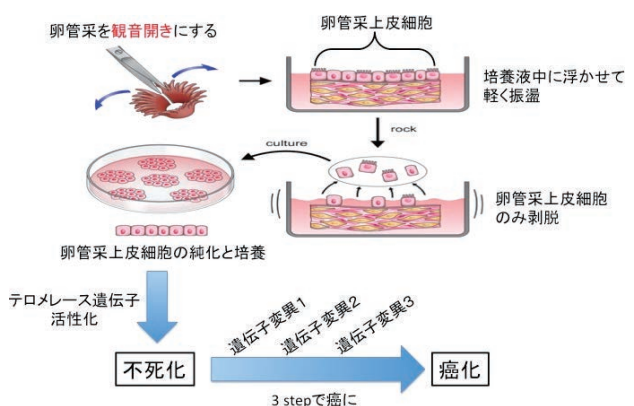 卵管采を観音開きにする
卵管采上皮細胞
培養液中に浮かせて
軽く振盪
rock
culture
卵管采上皮細胞
のみ剥脱
卵管采上皮細胞の純化と培養
テロメレース遺伝子
活性化
遺伝子変異1
遺伝子変異2
遺伝子変異3
不死化
癌化
3 stepで癌に